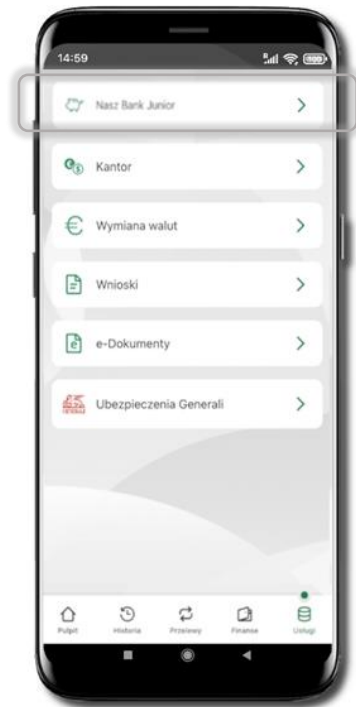 14:59
Nasz Bank Junior
Kantor
Wymiana walut
Wnioski
e-Dokumenty
Ubezpieczenia Generali
Pulpit Historia Przelewy Finanse Usługi